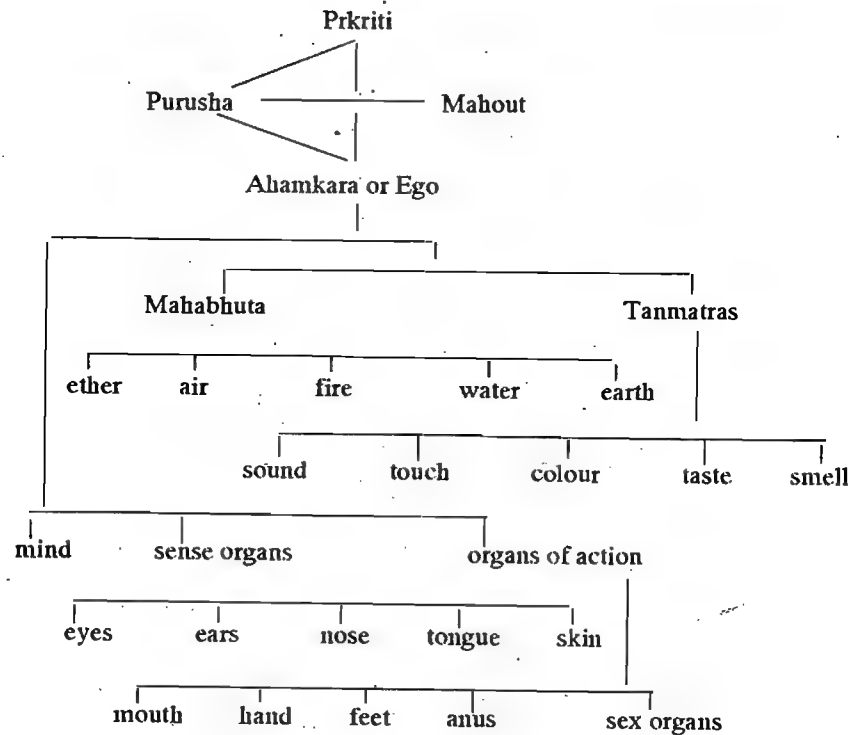 Prkriti
Purusha Mahout
Ahamkara or Ego
Mahabhuta Tanmatras
ether air fire water earth
sound touch colour taste smell
mind sense organs organs of action
eyes ears nose tongue skin
mouth hand feet anus sex organs